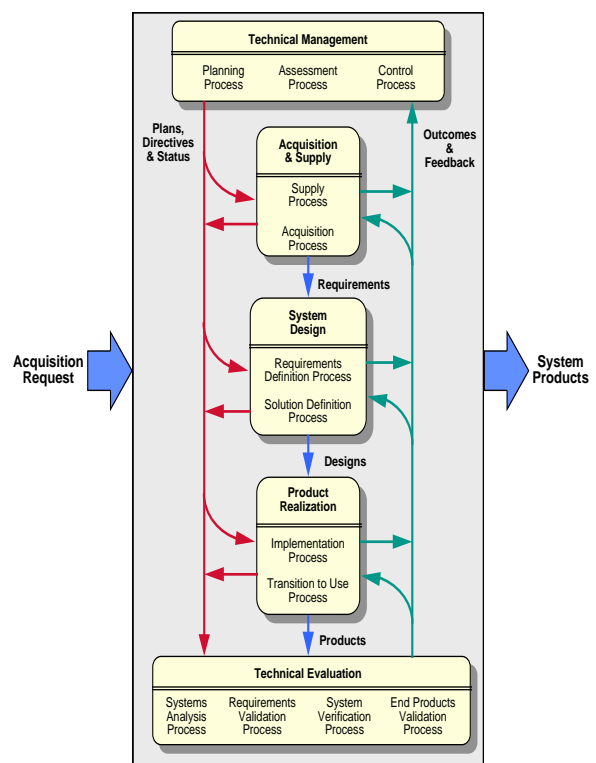 Technical Management
Planning
Process
Assessment
Process
Control
Process
Plans,
Directives
& Status
Outcomes
&
Feedback
Acquisition
& Supply
Supply
Process
Acquisition
Process
Requirements
System
Design
Requirements
Definition Process
Solution Definition
Process
Acquisition
Request
System
Products
Designs
Product
Realization
Implementation
Process
Transition to Use
Process
Products
Technical Evaluation
Systems
Analysis
Process
Requirements
Validation
Process
System
Verification
Process
End Products
Validation
Process